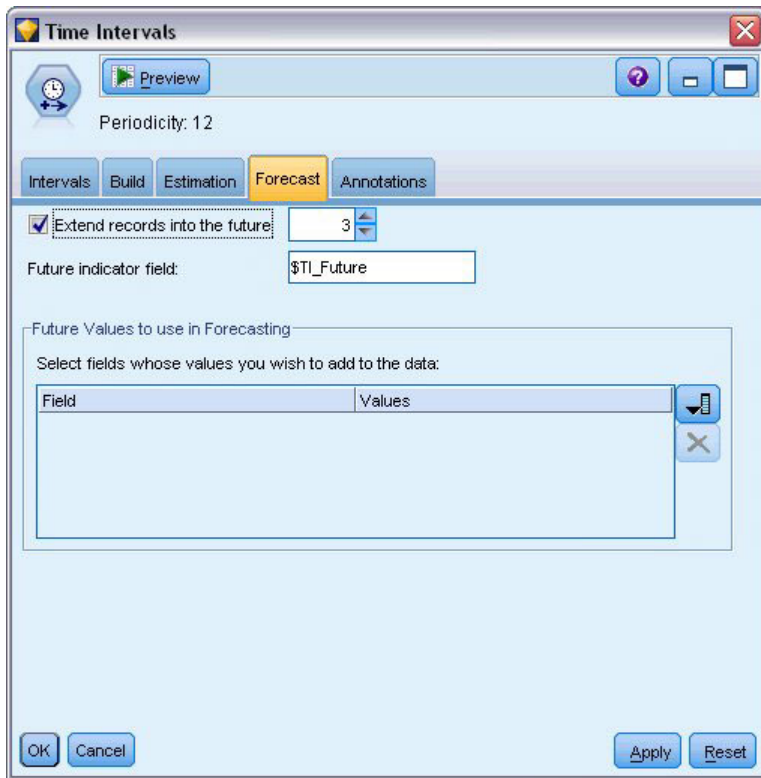 Time Intervals
Preview
Periodicity: 12
Intervals Build Estimation Forecast Annotations
Extend records into the future 3
Future indicator field: $TI_Future
Future Values to use in Forecasting
Select fields whose values you wish to add to the data:
Field Values
OK Cancel Apply Reset